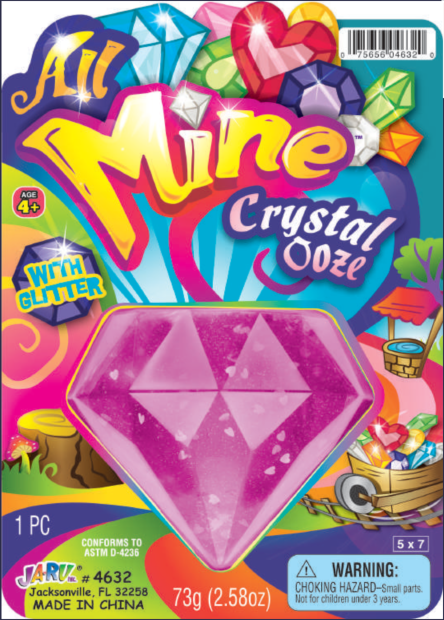 All
Mine
™
Crystal
Ooze
0 75656 04632 0
AGE
4+
WITH
GLITTER
1 PC
CONFORMS TO
ASTM D-4236
JA-RU INC. # 4632
Jacksonville, FL 32258
MADE IN CHINA
73g (2.58oz)
5 x 7
WARNING:
CHOKING HAZARD–Small parts.
Not for children under 3 years.